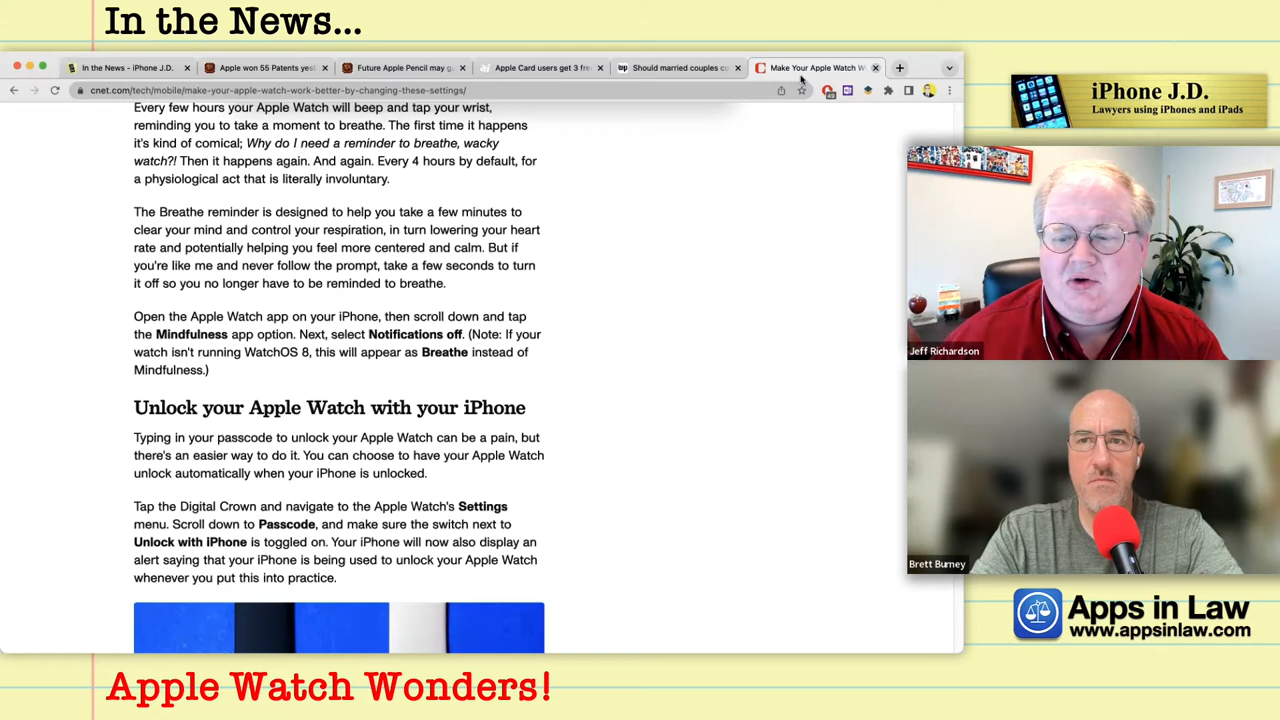 In the News...
In the News - iPhone J.D.
Apple won 55 Patents yes
Future Apple Pencil may g
Apple Card users get 3 fre
Should married couples co
Make Your Apple Watch W
cnet.com/tech/mobile/make-your-apple-watch-work-better-by-changing-these-settings/
Every few hours your Apple Watch will beep and tap your wrist,
reminding you to take a moment to breathe. The first time it happens
it's kind of comical; Why do I need a reminder to breathe, wacky
watch?! Then it happens again. And again. Every 4 hours by default, for
a physiological act that is literally involuntary.
The Breathe reminder is designed to help you take a few minutes to
clear your mind and control your respiration, in turn lowering your heart
rate and potentially helping you feel more centered and calm. But if
you're like me and never follow the prompt, take a few seconds to turn
it off so you no longer have to be reminded to breathe.
Open the Apple Watch app on your iPhone, then scroll down and tap
the Mindfulness app option. Next, select Notifications off. (Note: If your
watch isn't running WatchOS 8, this will appear as Breathe instead of
Mindfulness.)
Unlock your Apple Watch with your iPhone
Typing in your passcode to unlock your Apple Watch can be a pain, but
there's an easier way to do it. You can choose to have your Apple Watch
unlock automatically when your iPhone is unlocked.
Tap the Digital Crown and navigate to the Apple Watch's Settings
menu. Scroll down to Passcode, and make sure the switch next to
Unlock with iPhone is toggled on. Your iPhone will now also display an
alert saying that your iPhone is being used to unlock your Apple Watch
whenever you put this into practice.
iPhone J.D.
Lawyers using iPhones and iPads
Jeff Richardson
Brett Burney
Apps in Law
www.appsinlaw.com
Apple Watch Wonders!